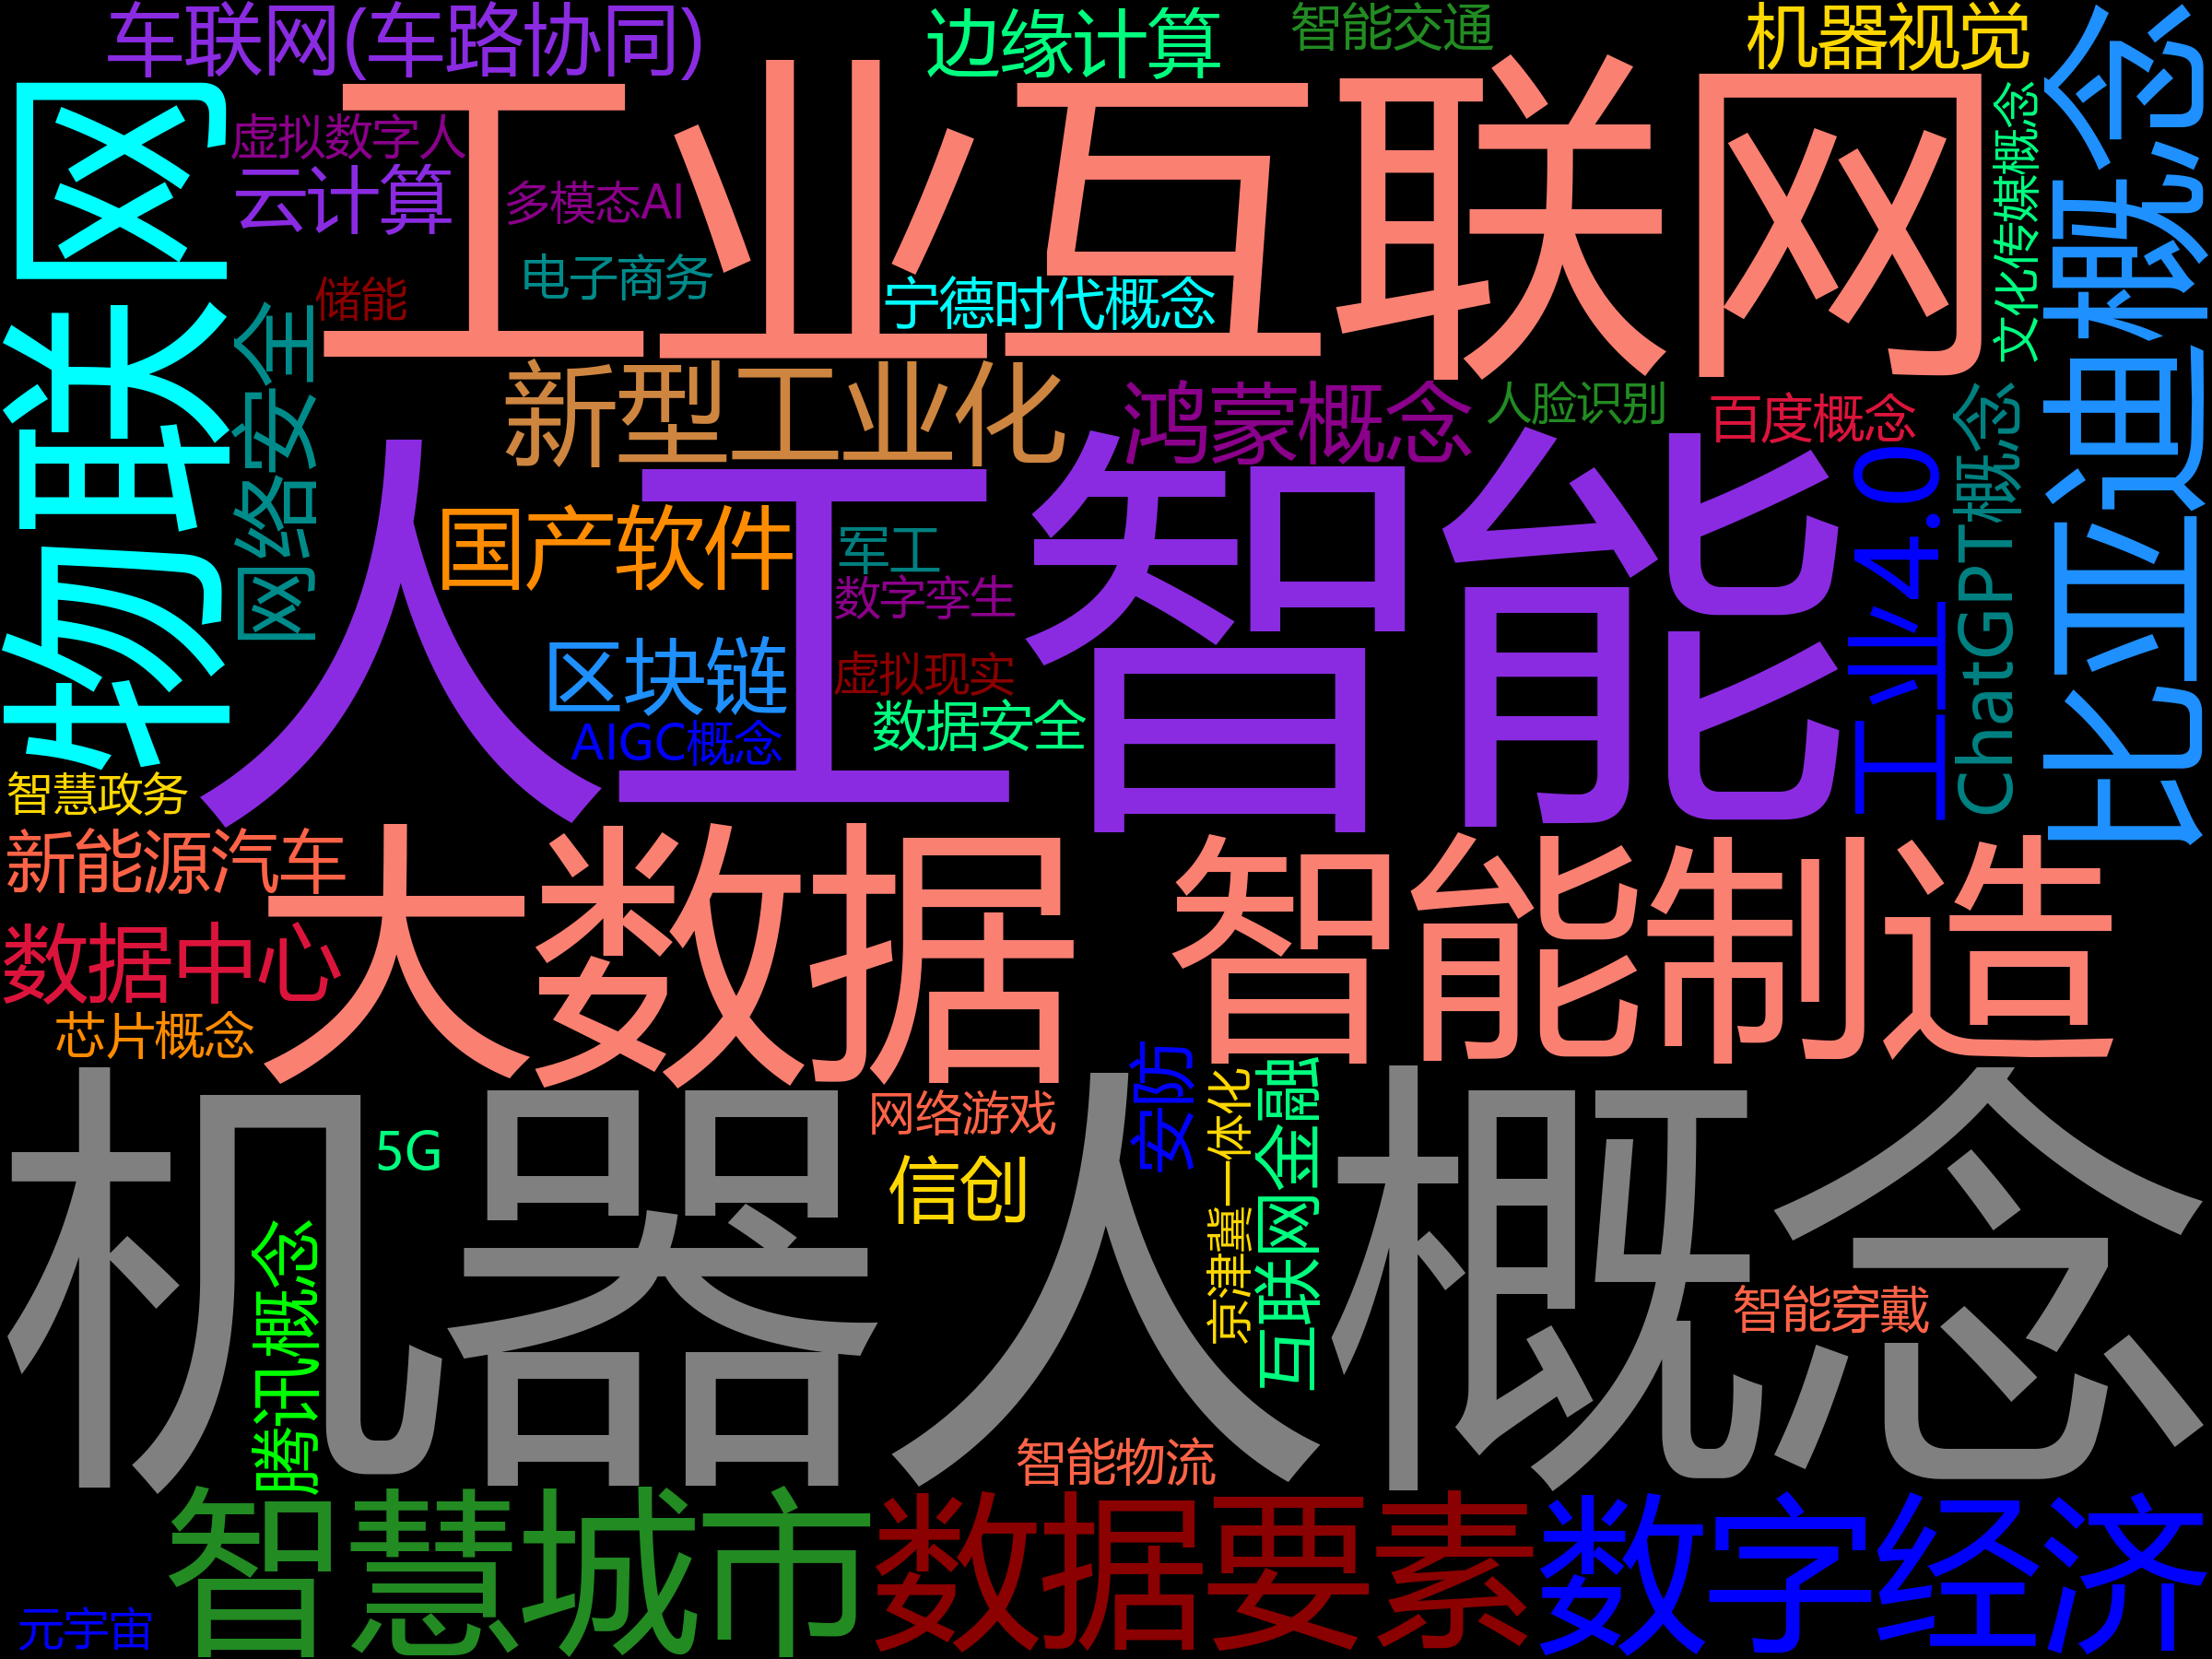 车联网(车路协同)
边缘计算
智能交通
机器视觉
物联网
工业互联网
比亚迪概念
虚拟数字人
云计算
多模态AI
电子商务
储能
宁德时代概念
文化传媒概念
网络安全
新型工业化
鸿蒙概念
人脸识别
百度概念
人工智能
国产软件
军工
数字孪生
区块链
虚拟现实
数据安全
AIGC概念
工业4.0
ChatGPT概念
智慧政务
新能源汽车
大数据
智能制造
数据中心
芯片概念
机器人概念
5G
网络游戏
安防
京津冀一体化
互联网金融
信创
腾讯概念
智能穿戴
智能物流
智慧城市
数据要素
数字经济
元宇宙